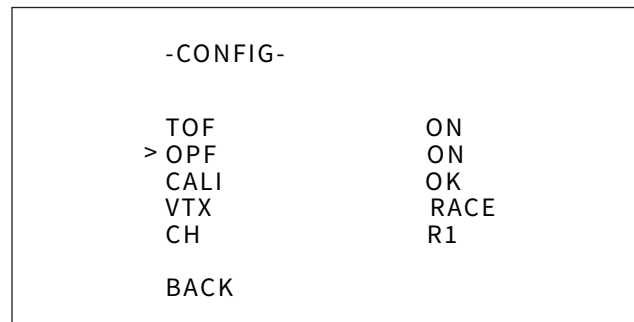 -CONFIG-
TOF ON
> OPF ON
CALI OK
VTX RACE
CH R1
BACK